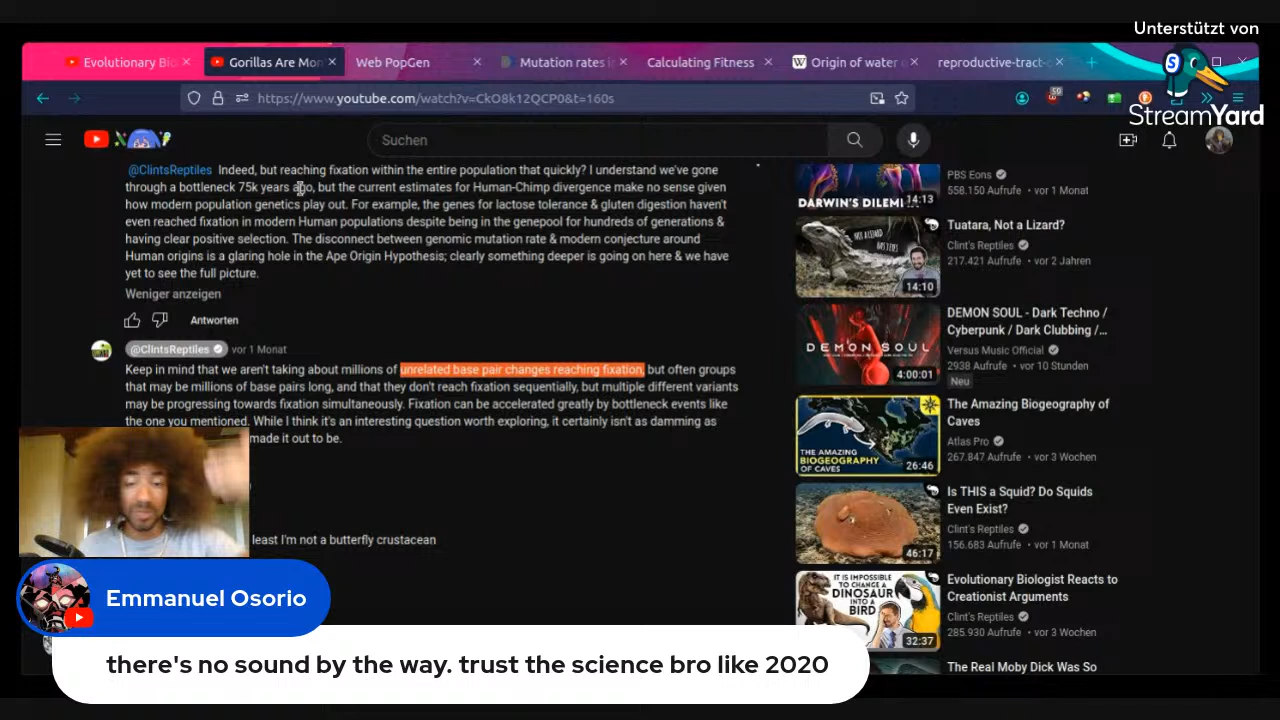 Unterstützt von
StreamYard
Evolutionary Bi
Gorillas Are Mon
Web PopGen
Mutation rates i
Calculating Fitness
Origin of water o
reproductive-tract-
https://www.youtube.com/watch?v=CkO8k12QCP0&t=160s
59
Suchen
@ClintsReptiles Indeed, but reaching fixation within the entire population that quickly? I understand we've gone
through a bottleneck 75k years ago, but the current estimates for Human-Chimp divergence make no sense given
how modern population genetics play out. For example, the genes for lactose tolerance & gluten digestion haven't
even reached fixation in modern Human populations despite being in the genepool for hundreds of generations &
having clear positive selection. The disconnect between genomic mutation rate & modern conjecture around
Human origins is a glaring hole in the Ape Origin Hypothesis; clearly something deeper is going on here & we have
yet to see the full picture.
Weniger anzeigen
Antworten
@ClintsReptiles vor 1 Monat
Keep in mind that we aren't taking about millions of unrelated base pair changes reaching fixation, but often groups
that may be millions of base pairs long, and that they don't reach fixation sequentially, but multiple different variants
may be progressing towards fixation simultaneously. Fixation can be accelerated greatly by bottleneck events like
the one you mentioned. While I think it's an interesting question worth exploring, it certainly isn't as damming as
made it out to be.
least I'm not a butterfly crustacean
DARWIN'S DILEM
14:13
PBS Eons
558.150 Aufrufe · vor 1 Monat
NOT A LIZARD
14:10
Tuatara, Not a Lizard?
Clint's Reptiles
217.421 Aufrufe · vor 2 Jahren
DEMON SOUL
4:00:01
DEMON SOUL - Dark Techno /
Cyberpunk / Dark Clubbing /…
Versus Music Official
2938 Aufrufe · vor 10 Stunden
Neu
THE AMAZING
BIOGEOGRAPHY
OF CAVES
26:46
The Amazing Biogeography of
Caves
Atlas Pro
267.847 Aufrufe · vor 3 Wochen
46:17
Is THIS a Squid? Do Squids
Even Exist?
Clint's Reptiles
156.683 Aufrufe · vor 1 Monat
IT IS IMPOSSIBLE
TO CHANGE A
DINOSAUR
INTO A
BIRD
32:37
Evolutionary Biologist Reacts to
Creationist Arguments
Clint's Reptiles
285.930 Aufrufe · vor 3 Wochen
The Real Moby Dick Was So
Emmanuel Osorio
there's no sound by the way. trust the science bro like 2020